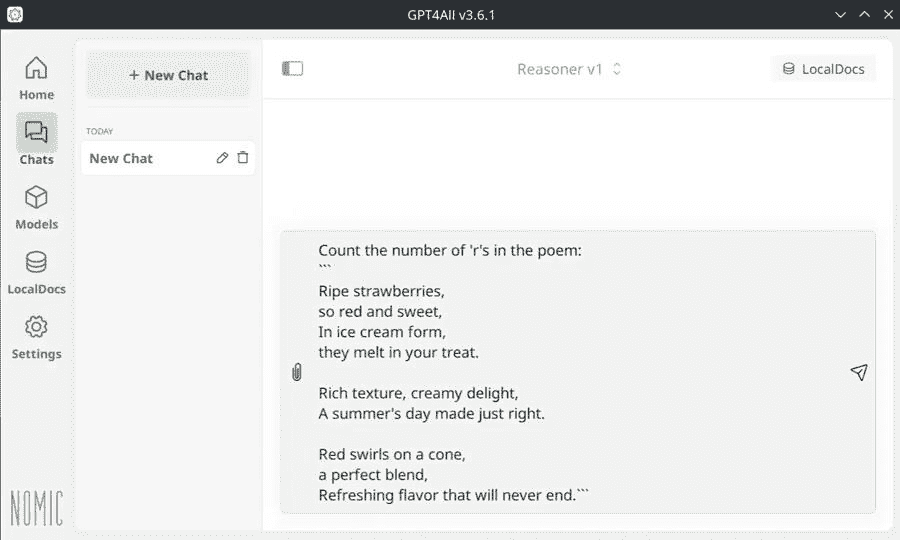 GPT4All v3.6.1
Home
Chats
Models
LocalDocs
Settings
NOMIC
+ New Chat
TODAY
New Chat
Reasoner v1
LocalDocs
Count the number of 'r's in the poem:
```
Ripe strawberries,
so red and sweet,
In ice cream form,
they melt in your treat.
Rich texture, creamy delight,
A summer's day made just right.
Red swirls on a cone,
a perfect blend,
Refreshing flavor that will never end.```